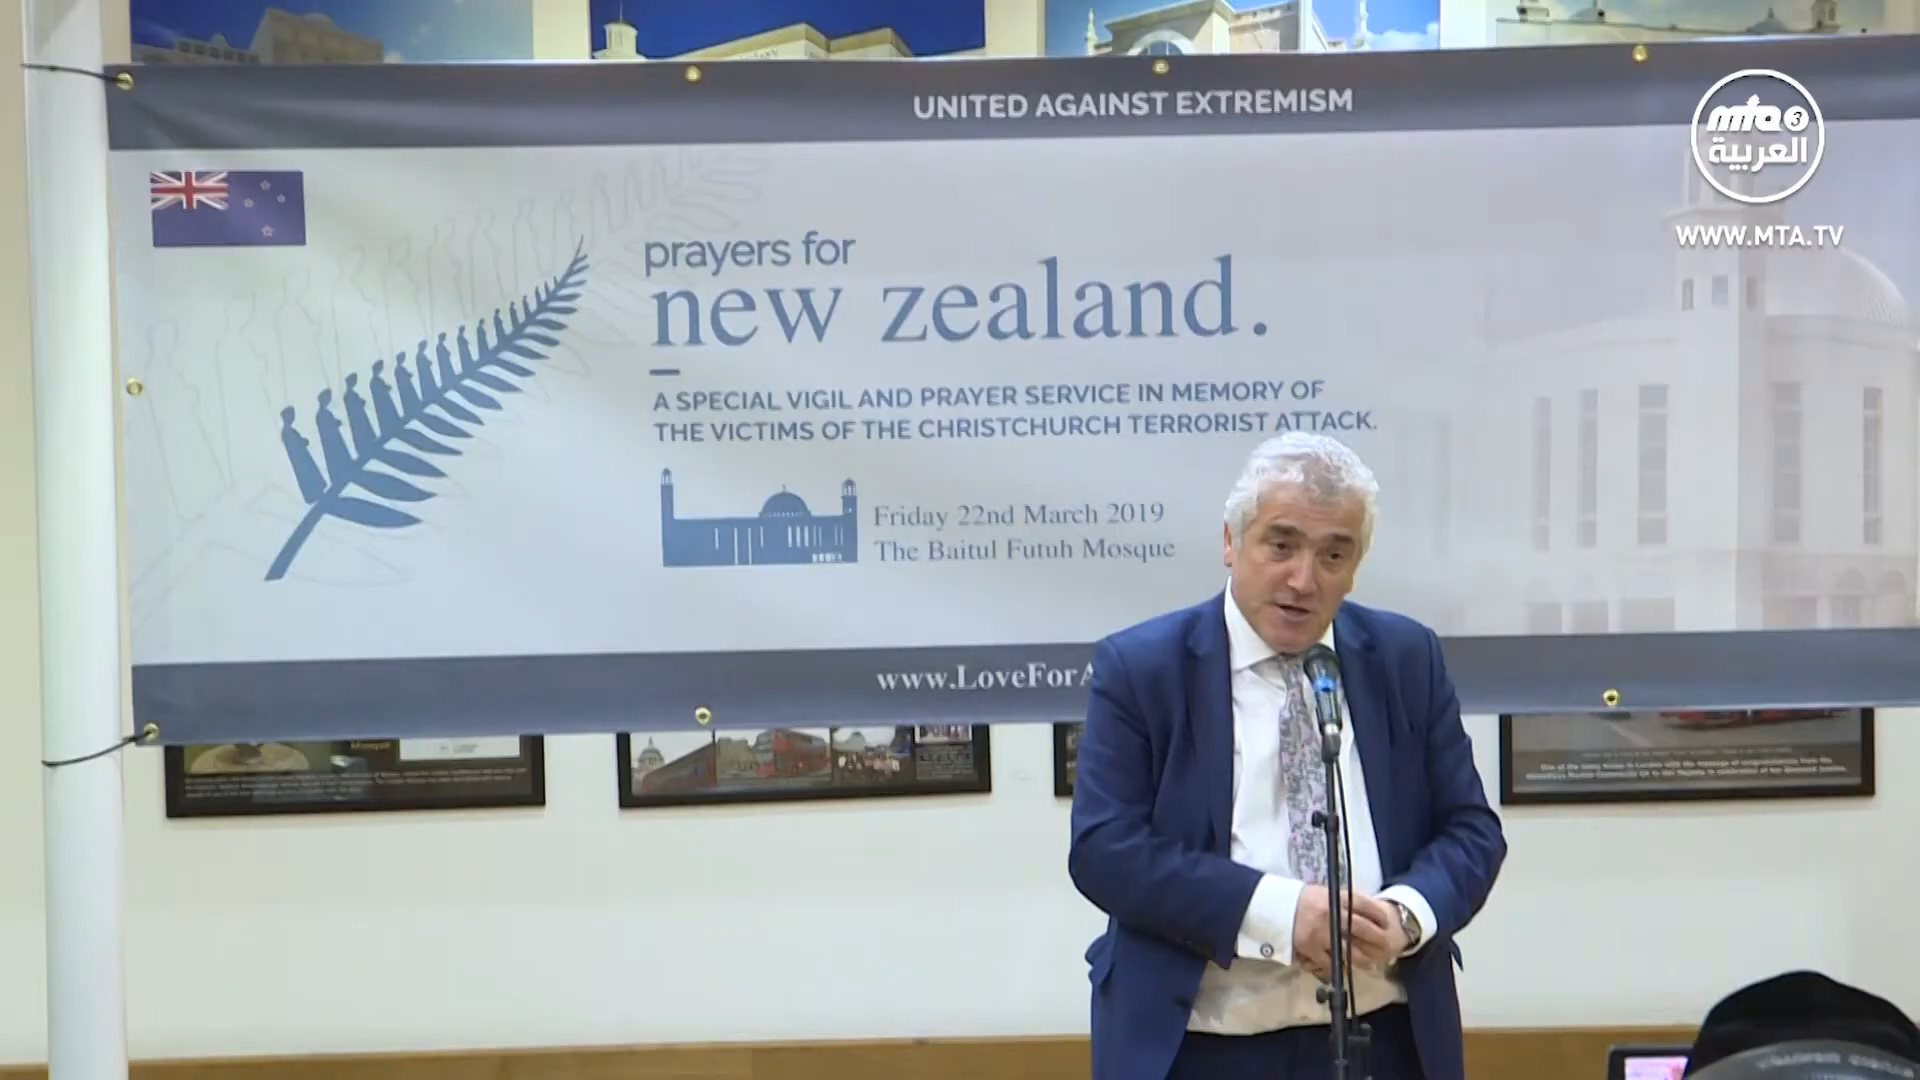 UNITED AGAINST EXTREMISM
mta 3
العربية
WWW.MTA.TV
prayers for
new zealand.
A SPECIAL VIGIL AND PRAYER SERVICE IN MEMORY OF
THE VICTIMS OF THE CHRISTCHURCH TERRORIST ATTACK.
Friday 22nd March 2019
The Baitul Futuh Mosque
www.LoveForA
Mosque